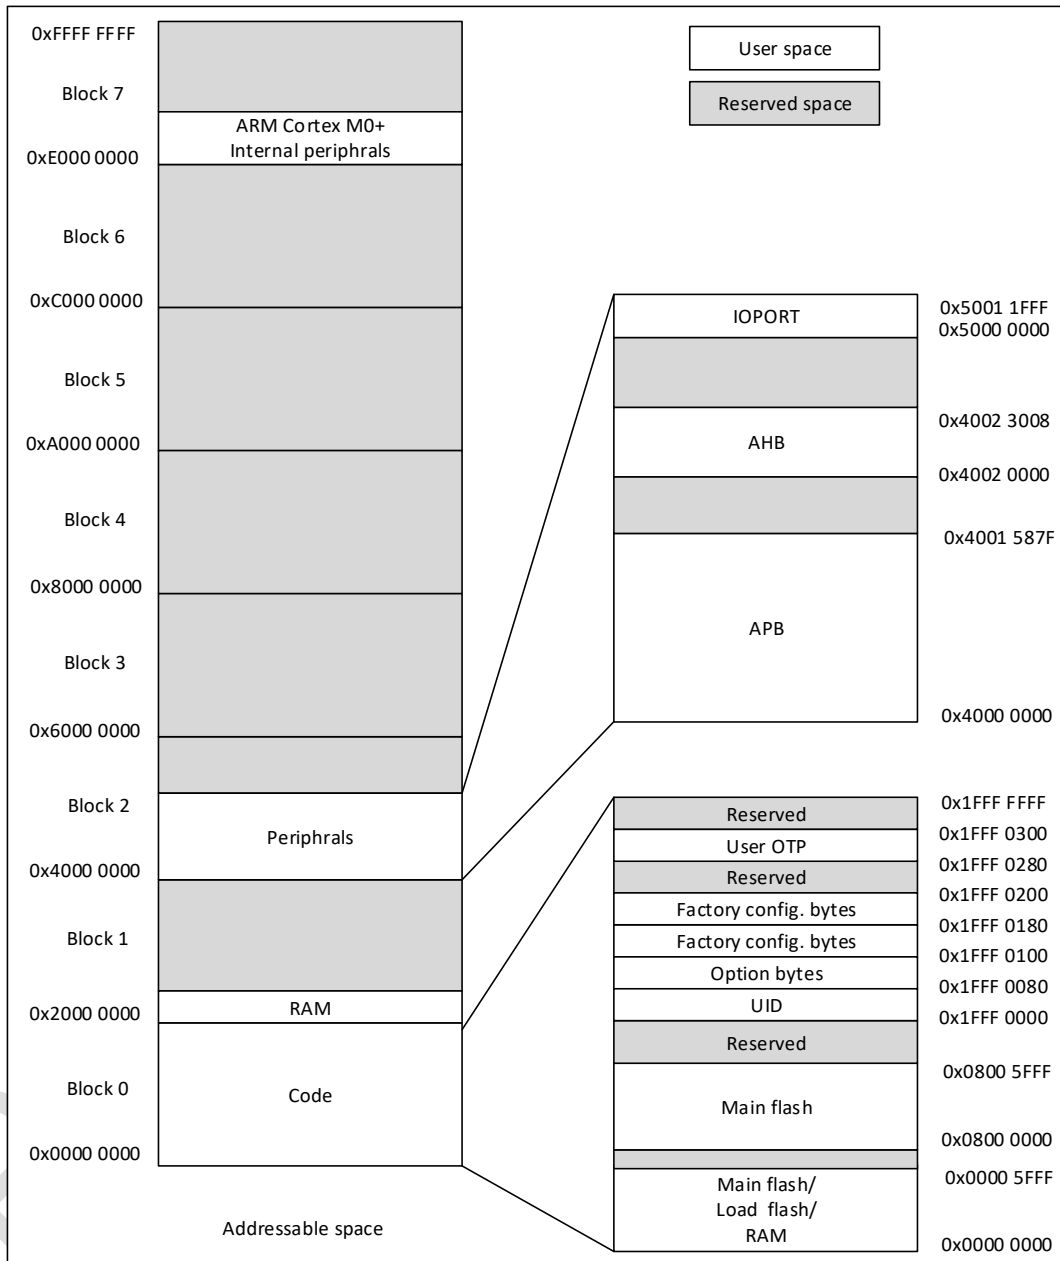 0xFFFF FFFF
Block 7
ARM Cortex M0+
Internal periphrals
0xE000 0000
Block 6
0xC000 0000
Block 5
0xA000 0000
Block 4
0x8000 0000
Block 3
0x6000 0000
Block 2
Periphrals
0x4000 0000
Block 1
RAM
0x2000 0000
Block 0
Code
0x0000 0000
Addressable space
User space
Reserved space
IOPORT
0x5001 1FFF
0x5000 0000
AHB
0x4002 3008
0x4002 0000
0x4001 587F
APB
0x4000 0000
0x1FFF FFFF
Reserved
0x1FFF 0300
User OTP
0x1FFF 0280
Reserved
0x1FFF 0200
Factory config. bytes
0x1FFF 0180
Factory config. bytes
0x1FFF 0100
Option bytes
0x1FFF 0080
UID
0x1FFF 0000
Reserved
0x0800 5FFF
Main flash
0x0800 0000
0x0000 5FFF
Main flash/
Load flash/
RAM
0x0000 0000